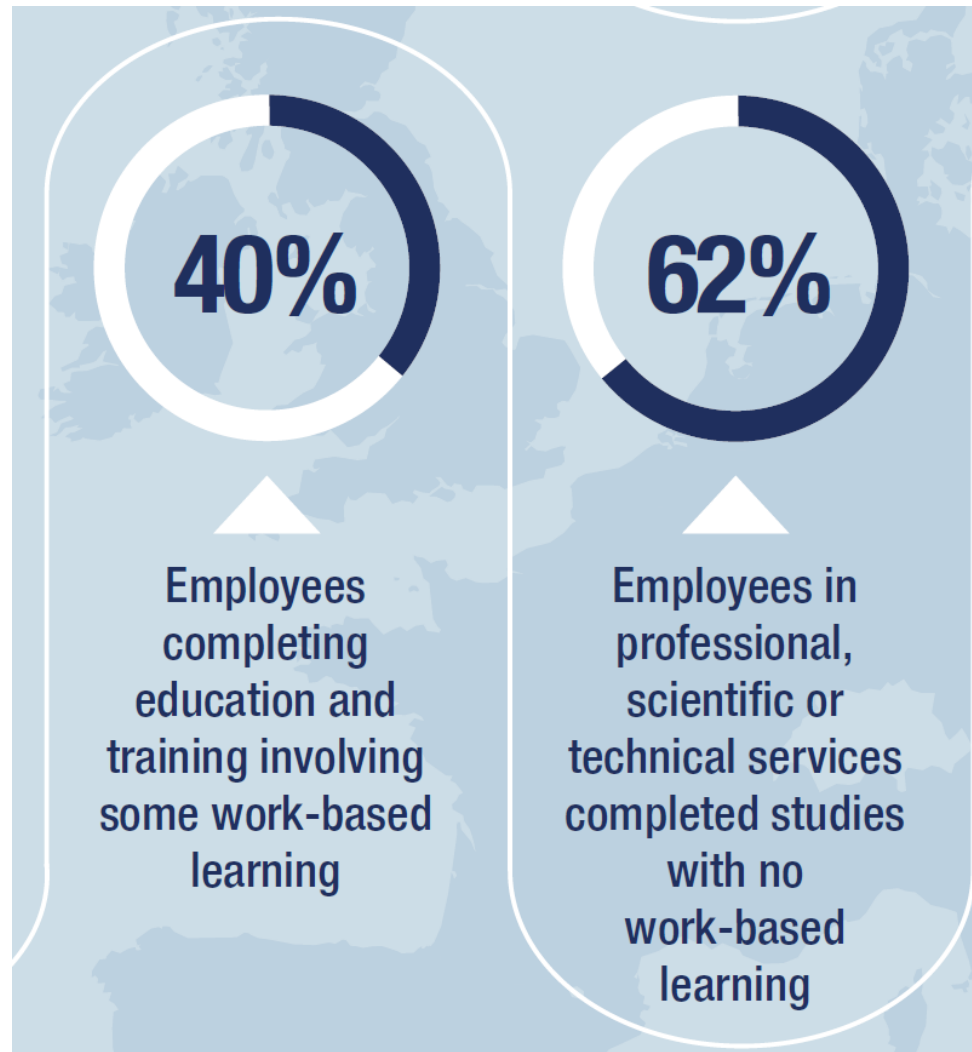 40%
Employees
completing
education and
training involving
some work-based
learning
62%
Employees in
professional,
scientific or
technical services
completed studies
with no
work-based
learning